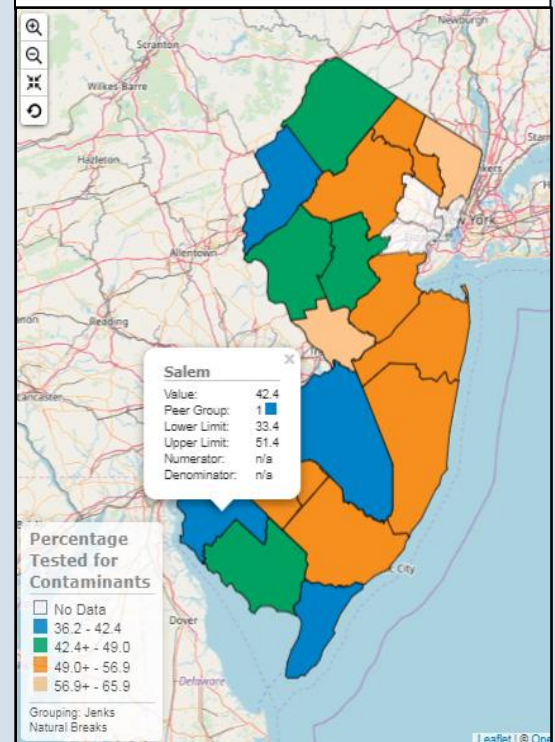 Newburgh
Scranton
Wilkes-Barre
Hazleton
York
Allentown
Reading
Lancaster
Salem
Value: 42.4
Peer Group: 1
Lower Limit: 33.4
Upper Limit: 51.4
Numerator: n/a
Denominator: n/a
×
City
Dover
Delaware
Percentage
Tested for
Contaminants
No Data
36.2 - 42.4
42.4+ - 49.0
49.0+ - 56.9
56.9+ - 65.9
Grouping: Jenks
Natural Breaks
Leaflet | ©